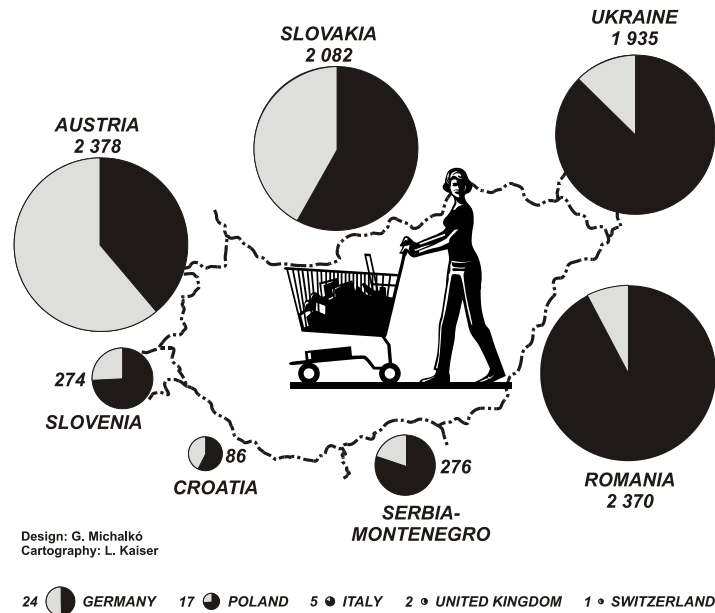 SLOVAKIA
2 082
UKRAINE
1 935
AUSTRIA
2 378
274
SLOVENIA
86
CROATIA
276
SERBIA-
MONTENEGRO
ROMANIA
2 370
Design: G. Michalkó
Cartography: L. Kaiser
24 GERMANY 17 POLAND 5 ITALY 2 UNITED KINGDOM 1 SWITZERLAND